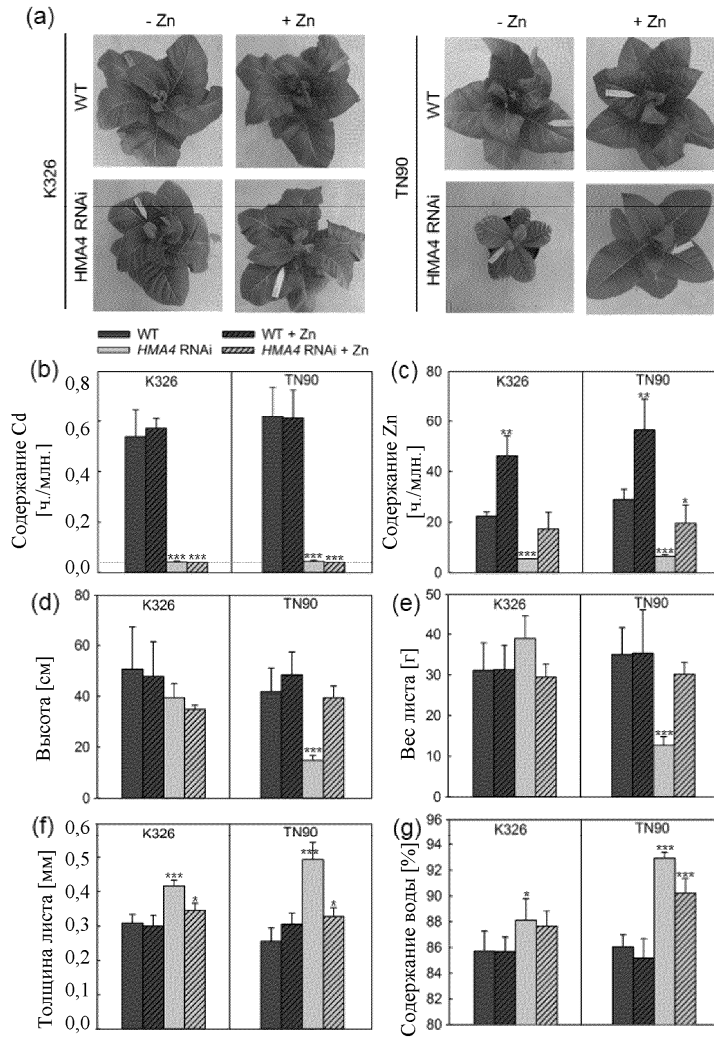 (a)
- Zn
+ Zn
- Zn
+ Zn
K326
WT
HMA4 RNAi
TN90
WT
HMA4 RNAi
WT
WT + Zn
HMA4 RNAi
HMA4 RNAi + Zn
(b)
Содержание Cd
[ч./млн.]
0,8
0,6
0,4
0,2
0,0
K326
TN90
***
***
***
***
(c)
Содержание Zn
[ч./млн.]
80
60
40
20
0
K326
TN90
**
***
**
***
*
(d)
Высота [см]
80
60
40
20
0
K326
TN90
***
(e)
Вес листа [г]
50
40
30
20
10
0
K326
TN90
***
(f)
Толщина листа [мм]
0,6
0,5
0,4
0,3
0,2
0,1
0,0
K326
TN90
***
*
***
*
(g)
Содержание воды [%]
96
94
92
90
88
86
84
82
80
K326
TN90
*
***
***